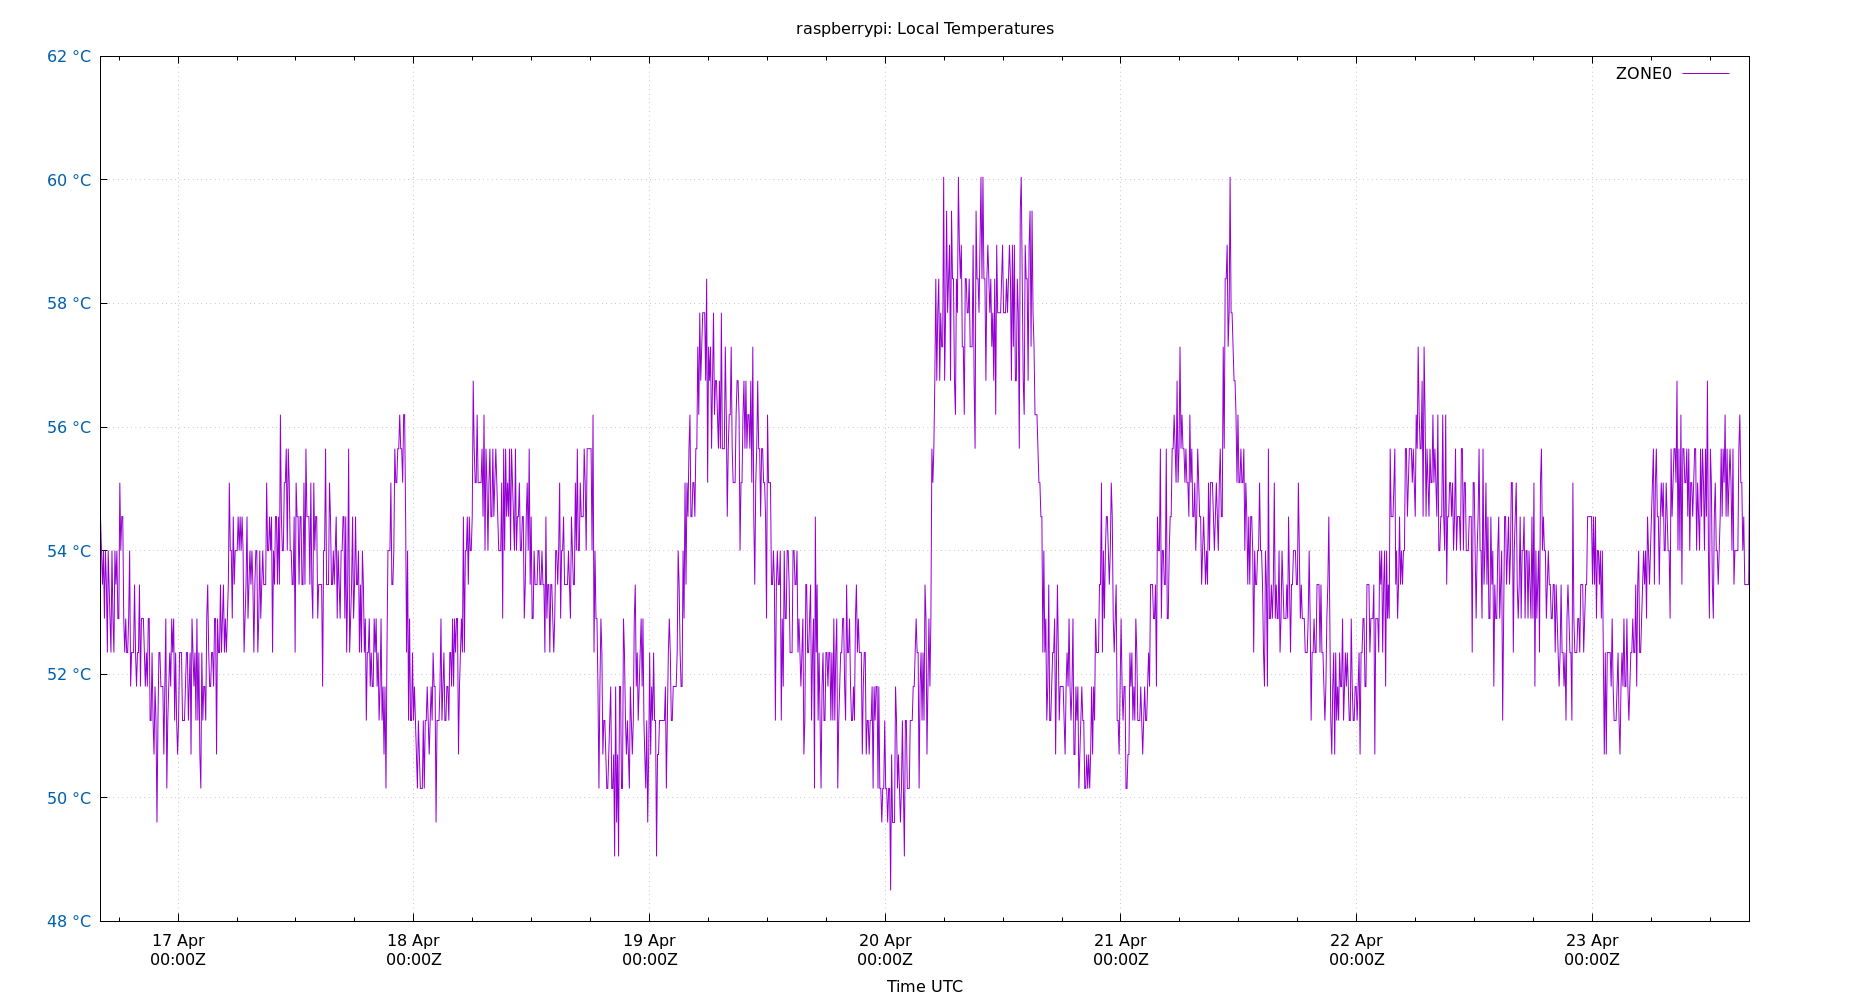 raspberrypi: Local Temperatures
ZONE0
62 °C
60 °C
58 °C
56 °C
54 °C
52 °C
50 °C
48 °C
17 Apr 18 Apr 19 Apr 20 Apr 21 Apr 22 Apr 23 Apr
00:00Z 00:00Z 00:00Z 00:00Z 00:00Z 00:00Z 00:00Z
Time UTC